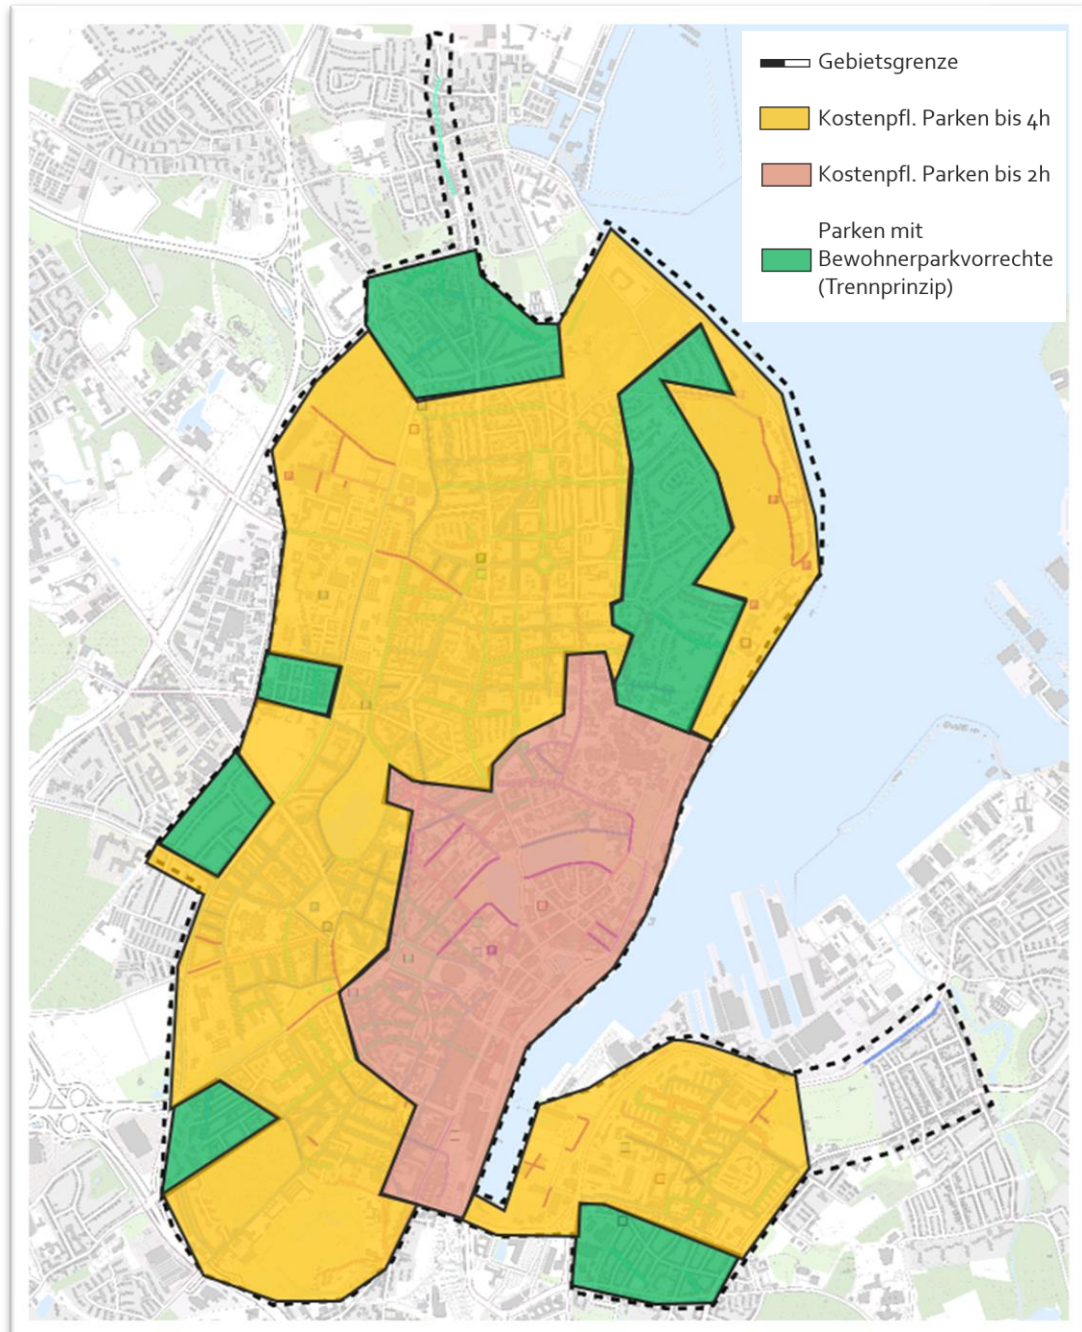 Gebietsgrenze
Kostenpfl. Parken bis 4h
Kostenpfl. Parken bis 2h
Parken mit
Bewohnerparkvorrechte
(Trennprinzip)